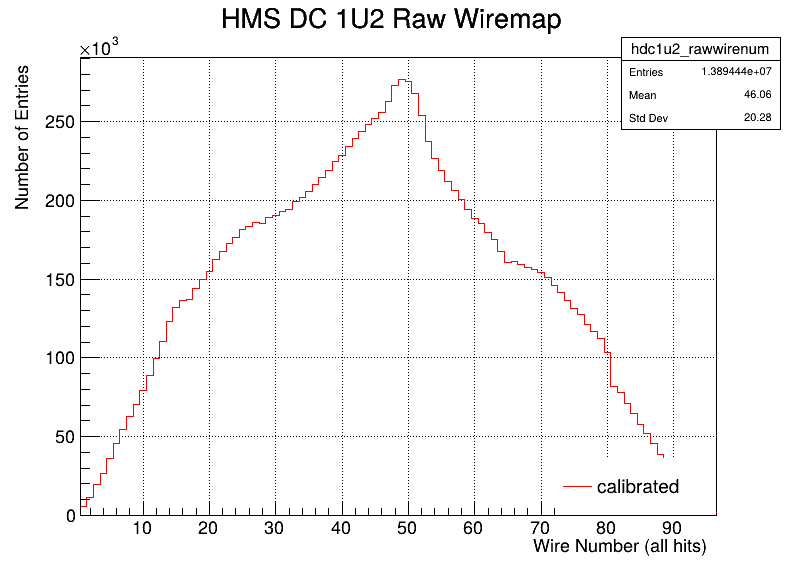 HMS DC 1U2 Raw Wiremap
×10³
hdc1u2_rawwirenum
Entries 1.389444e+07
Mean 46.06
Std Dev 20.28
Number of Entries
250
200
150
100
50
0
calibrated
10 20 30 40 50 60 70 80 90
Wire Number (all hits)